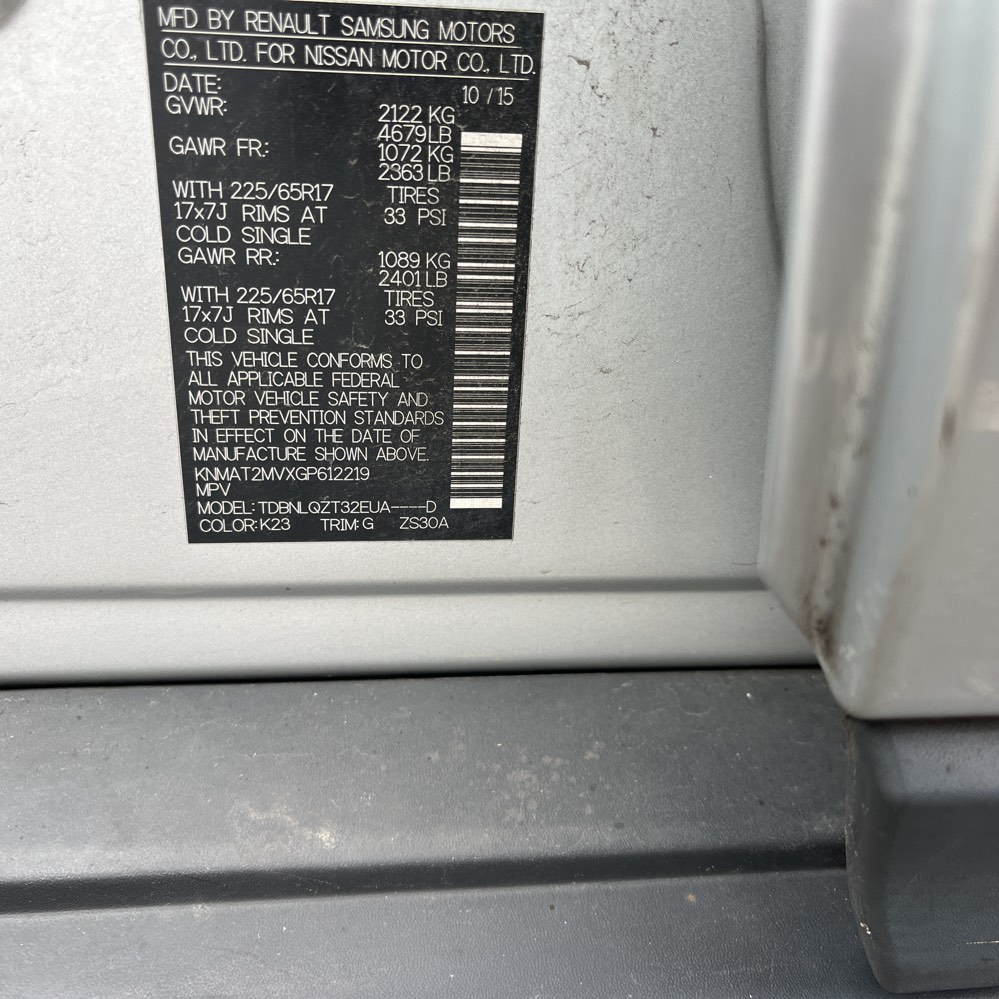 MFD BY RENAULT SAMSUNG MOTORS
CO., LTD. FOR NISSAN MOTOR CO., LTD.
DATE: 10 / 15
GVWR: 2122 KG
4679 LB
GAWR FR.: 1072 KG
2363 LB
WITH 225/65R17 TIRES
17x7J RIMS AT 33 PSI
COLD SINGLE
GAWR RR.: 1089 KG
2401 LB
WITH 225/65R17 TIRES
17x7J RIMS AT 33 PSI
COLD SINGLE
THIS VEHICLE CONFORMS TO
ALL APPLICABLE FEDERAL
MOTOR VEHICLE SAFETY AND
THEFT PREVENTION STANDARDS
IN EFFECT ON THE DATE OF
MANUFACTURE SHOWN ABOVE.
KNMAT2MVXGP612219
MPV
MODEL: TDBNLQZT32EUA----D
COLOR: K23 TRIM: G ZS30A